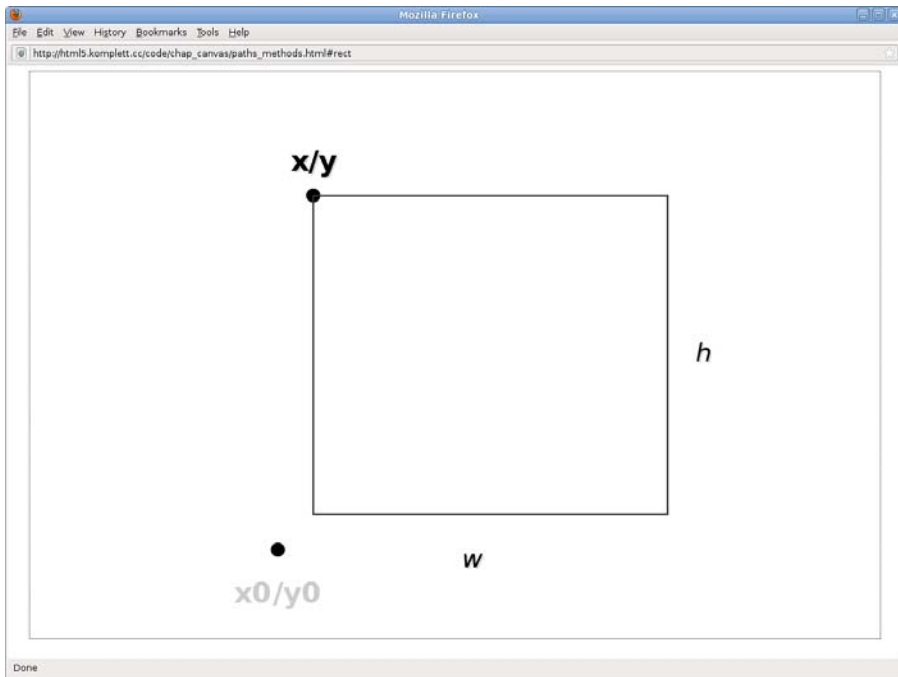 Mozilla Firefox
File Edit View History Bookmarks Tools Help
http://html5.komplett.cc/code/chap_canvas/paths_methods.html#rect
x/y
h
w
x0/y0
Done